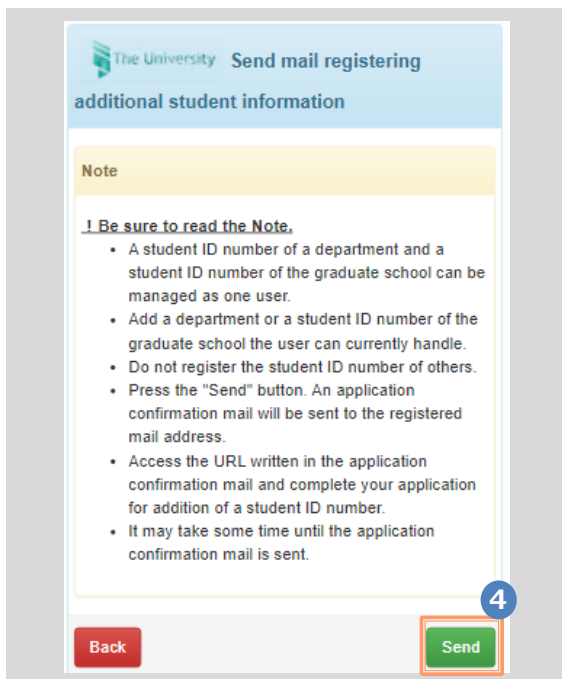 The University Send mail registering
additional student information
Note
! Be sure to read the Note.
• A student ID number of a department and a
student ID number of the graduate school can be
managed as one user.
• Add a department or a student ID number of the
graduate school the user can currently handle.
• Do not register the student ID number of others.
• Press the "Send" button. An application
confirmation mail will be sent to the registered
mail address.
• Access the URL written in the application
confirmation mail and complete your application
for addition of a student ID number.
• It may take some time until the application
confirmation mail is sent.
4
Back Send